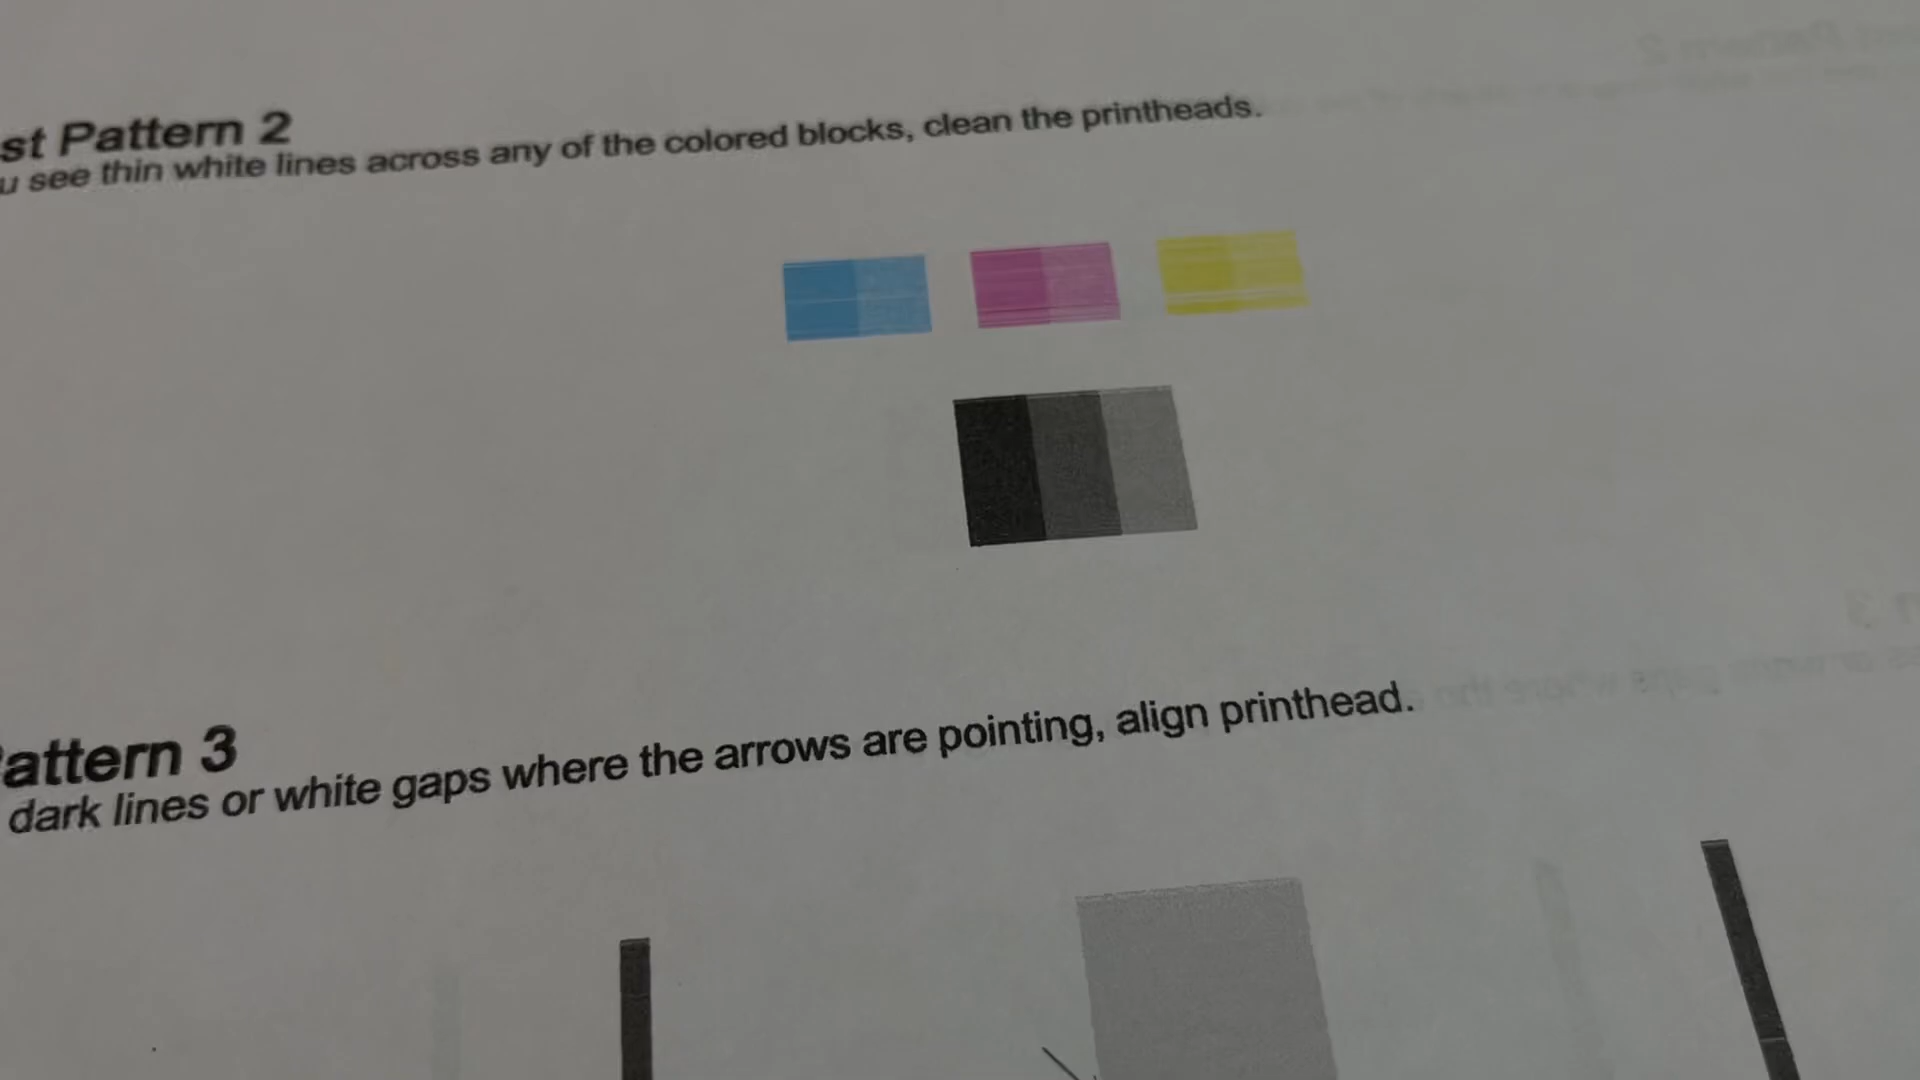 st Pattern 2
u see thin white lines across any of the colored blocks, clean the printheads.
attern 3
dark lines or white gaps where the arrows are pointing, align printhead.